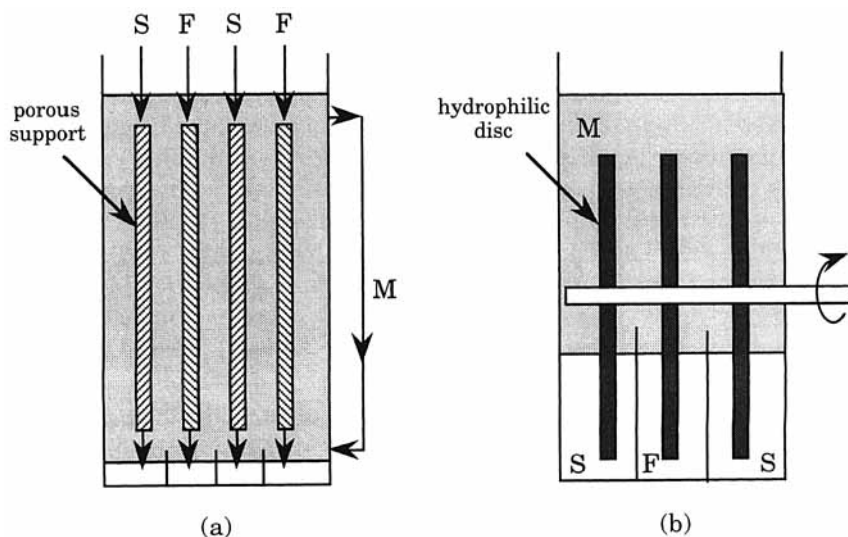 S F S F
porous
support
M
(a)
hydrophilic
disc
M
S F S
(b)